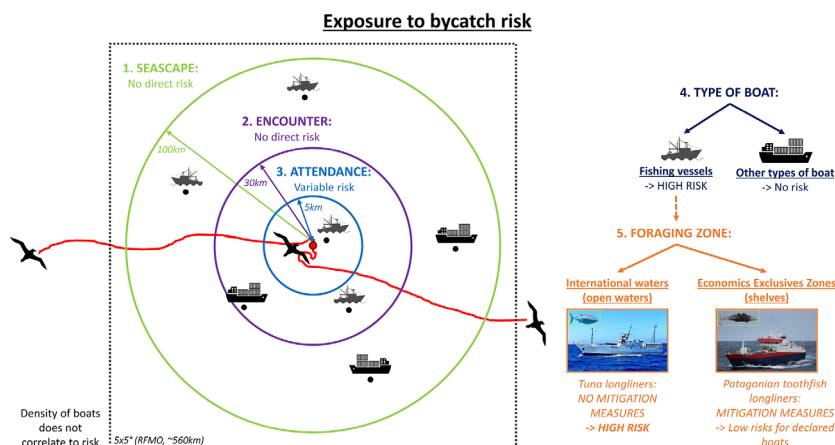 Exposure to bycatch risk
1. SEASCAPE:
No direct risk
2. ENCOUNTER:
No direct risk
100km
30km
3. ATTENDANCE:
Variable risk
5km
Density of boats
does not
correlate to risk
5x5° (RFMO, ~560km)
4. TYPE OF BOAT:
Fishing vessels
-> HIGH RISK
Other types of boat
-> No risk
5. FORAGING ZONE:
International waters
(open waters)
Economics Exclusives Zones
(shelves)
Tuna longliners:
NO MITIGATION
MEASURES
-> HIGH RISK
Patagonian toothfish
longliners:
MITIGATION MEASURES
-> Low risks for declared
boats